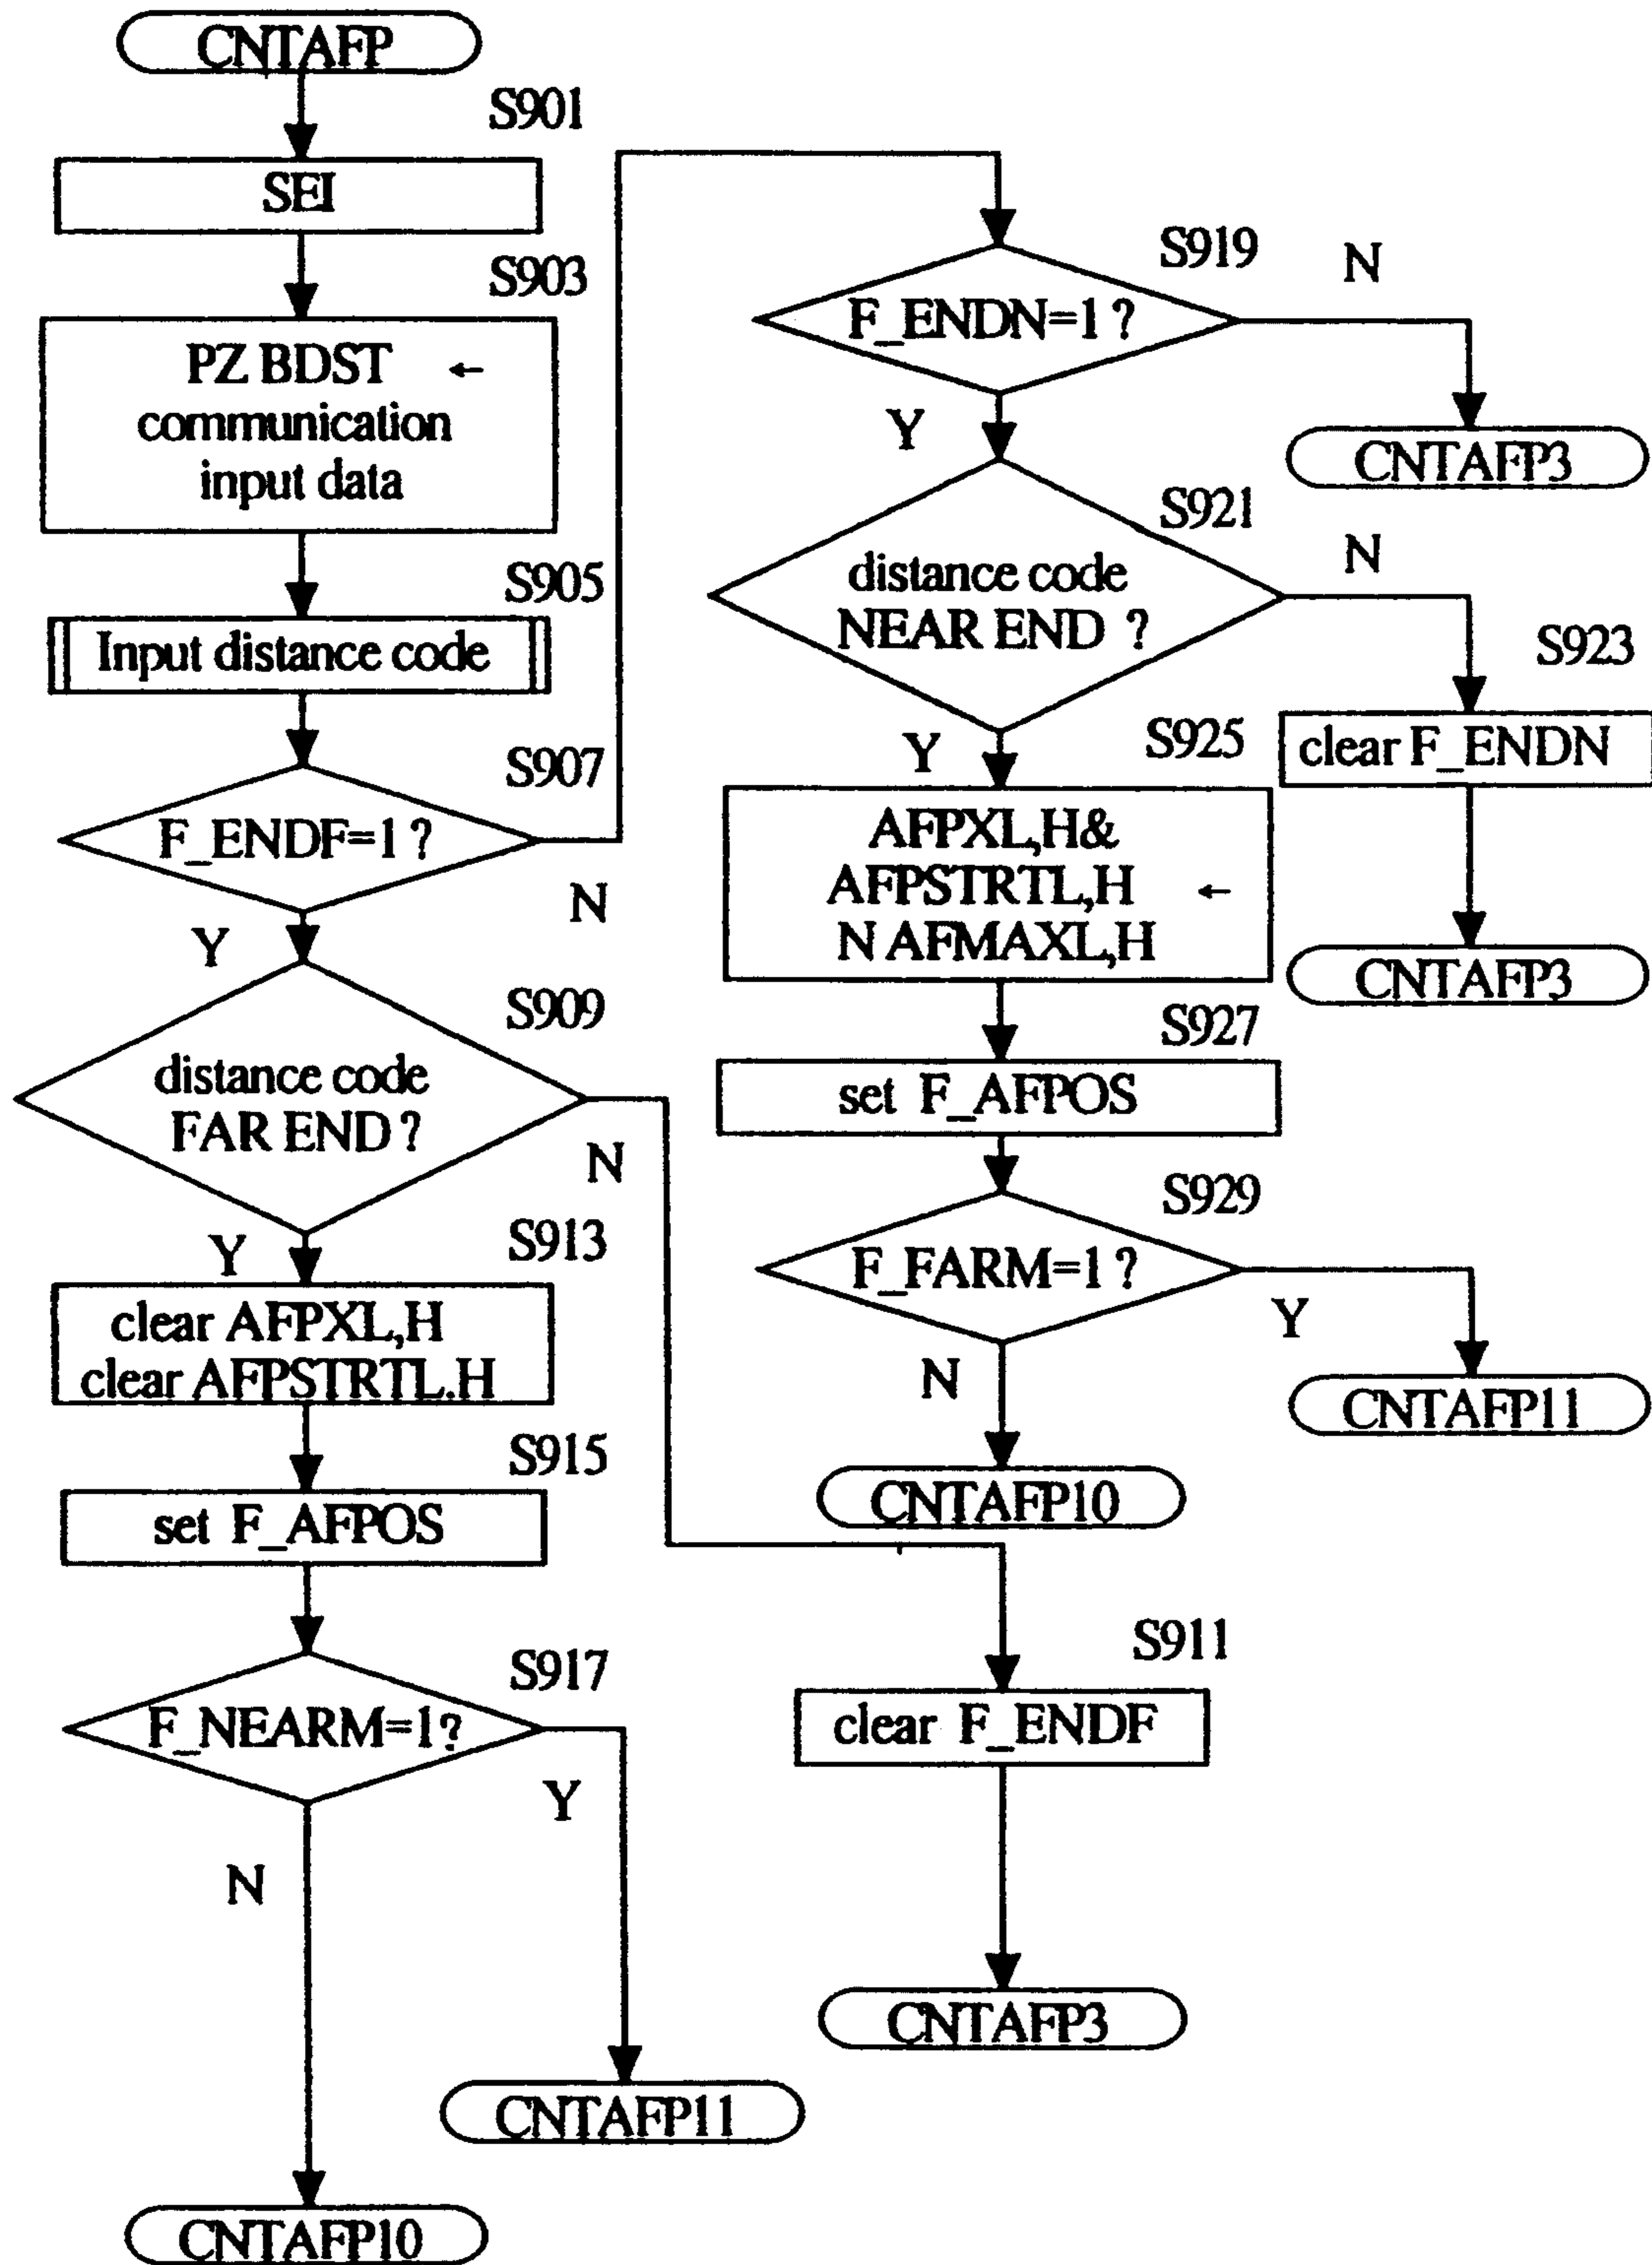 CNTAFP
S901
SEI
S903
PZ BDST ←
communication
input data
S905
Input distance code
S907
F_ENDF=1 ?
N
Y
S909
distance code
FAR END ?
N
Y
S913
clear AFPXL,H
clear AFPSTRTL.H
S915
set F_AFPOS
S917
F_NEARM=1?
Y
N
CNTAFP11
CNTAFP10
S919
N
F_ENDN=1 ?
Y
CNTAFP3
S921
N
distance code
NEAR END ?
S923
clear F_ENDN
CNTAFP3
Y
S925
AFPXL,H&
AFPSTRTL,H ←
N AFMAXL,H
S927
set F_AFPOS
S929
F_FARM=1 ?
Y
N
CNTAFP11
CNTAFP10
S911
clear F_ENDF
CNTAFP3